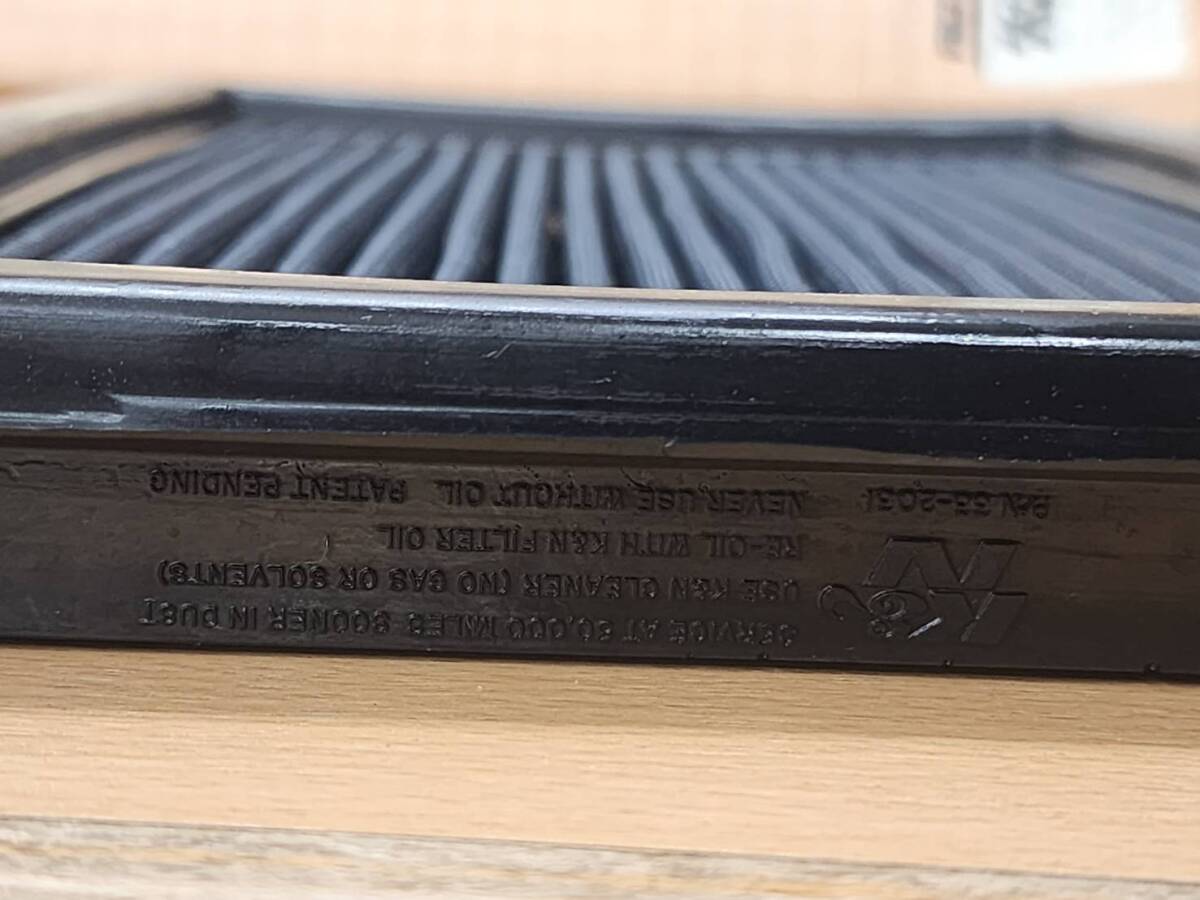 K&N
SERVICE AT 50,000 MILES SOONER IN DUST
USE K&N CLEANER (NO GAS OR SOLVENTS)
RE-OIL WITH K&N FILTER OIL
P/N 33-2031 NEVER USE WITHOUT OIL PATENT PENDING